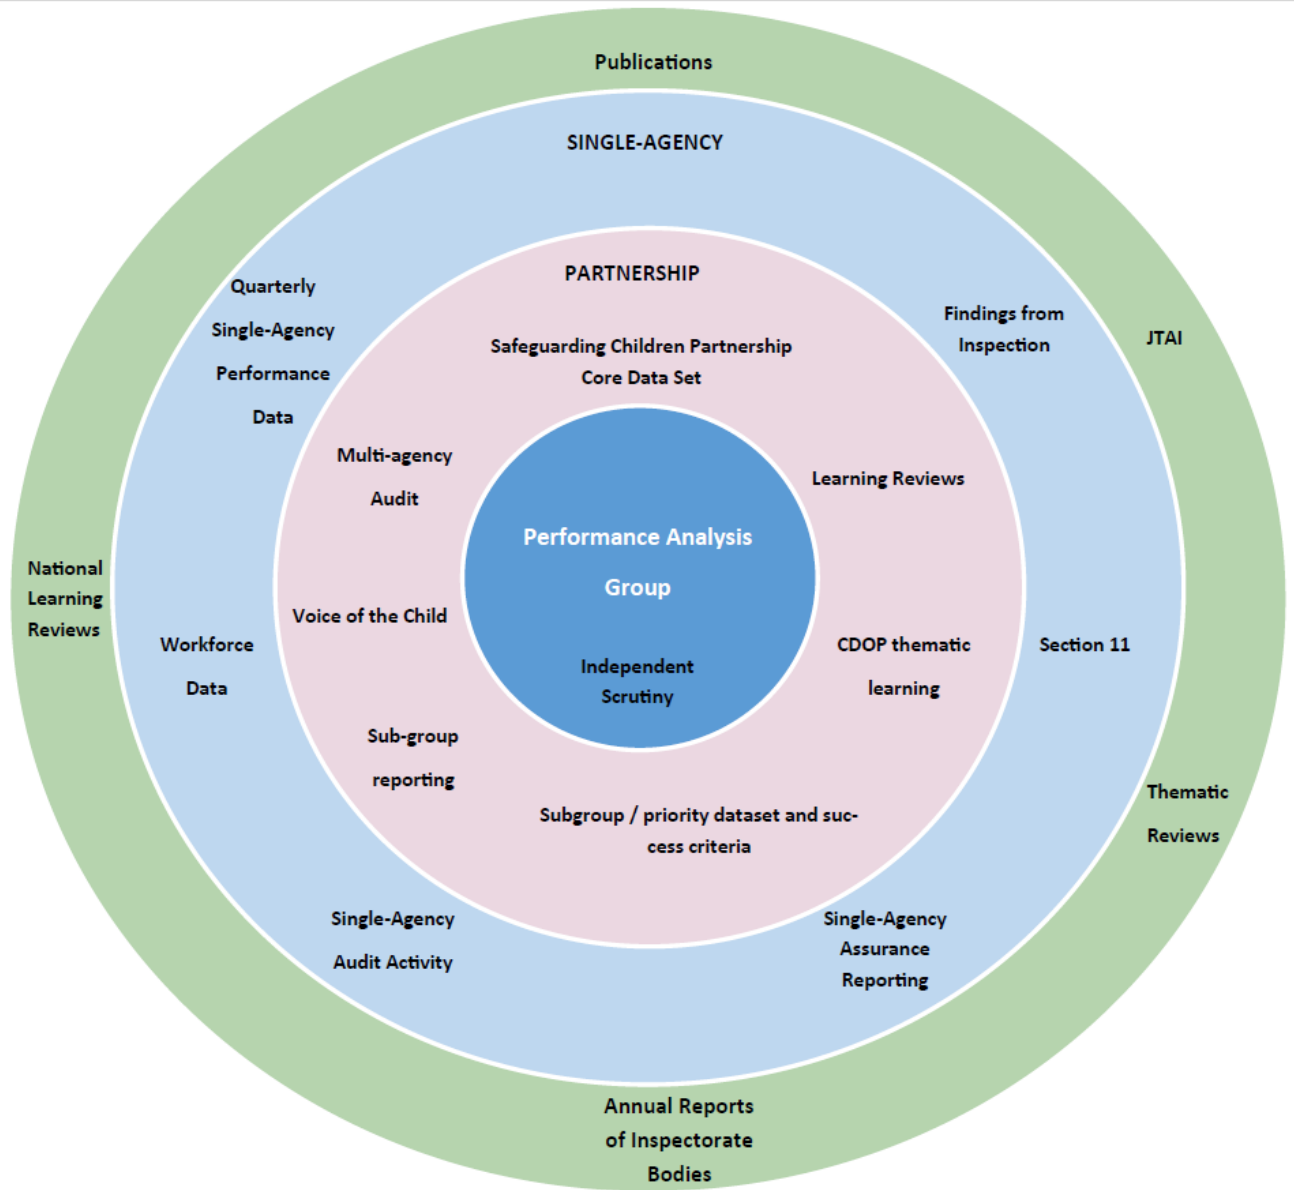 Publications
SINGLE-AGENCY
PARTNERSHIP
Quarterly
Single-Agency
Performance
Data
Findings from
Inspection
JTAI
Safeguarding Children Partnership
Core Data Set
Multi-agency
Audit
Learning Reviews
Performance Analysis
Group
National
Learning
Reviews
Voice of the Child
Workforce
Data
Independent
Scrutiny
CDOP thematic
learning
Section 11
Sub-group
reporting
Subgroup / priority dataset and suc-
cess criteria
Thematic
Reviews
Single-Agency
Audit Activity
Single-Agency
Assurance
Reporting
Annual Reports
of Inspectorate
Bodies